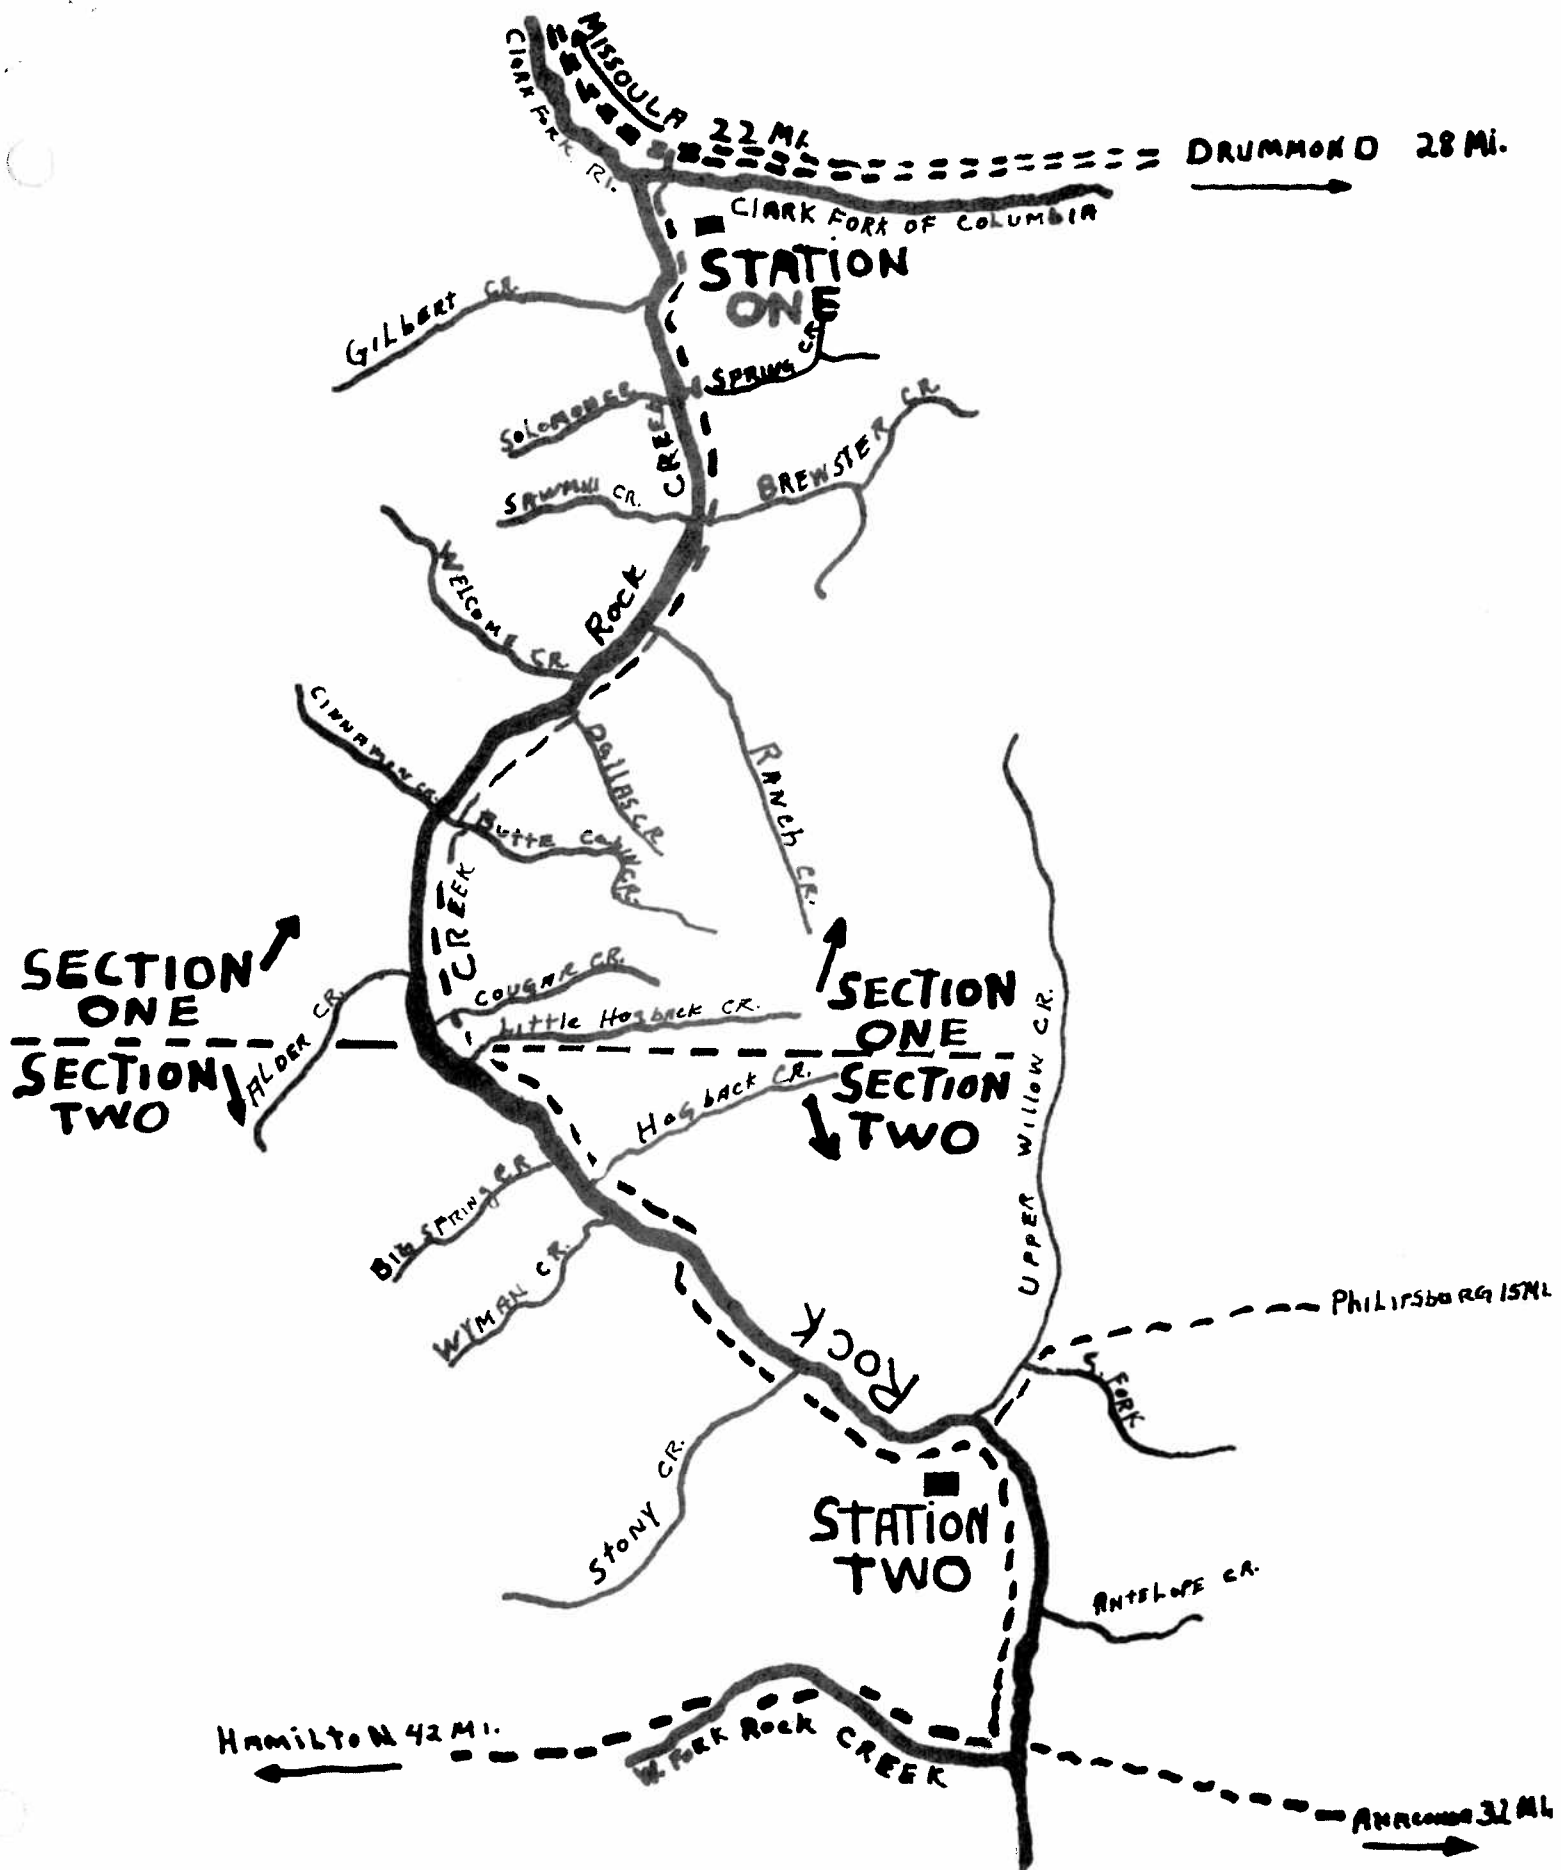 MISSOULA 22 Mi.
CLARK FORK RI.
DRUMMOND 28 Mi.
CLARK FORK OF COLUMBIA
STATION
ONE
GILBERT CR.
SPRING CR.
SOLOMON CR.
CREEK
BREWSTER CR.
SAWMILL CR.
WELCOME CR.
ROCK
CINNAMON CR.
DALLAS CR.
RANCH CR.
BUTTE CABIN CR.
CREEK
SECTION
ONE
COUGAR CR.
LITTLE HOGBACK CR.
SECTION
ONE
ALDER CR.
SECTION
TWO
HOGBACK CR.
SECTION
TWO
UPPER WILLOW CR.
BIG SPRING CR.
WYMAN CR.
PHILIPSBURG 15 Mi.
ROCK
S. FORK
STONY CR.
STATION
TWO
ANTELOPE CR.
HAMILTON 42 Mi.
W. FORK ROCK CREEK
ANACONDA 32 Mi.